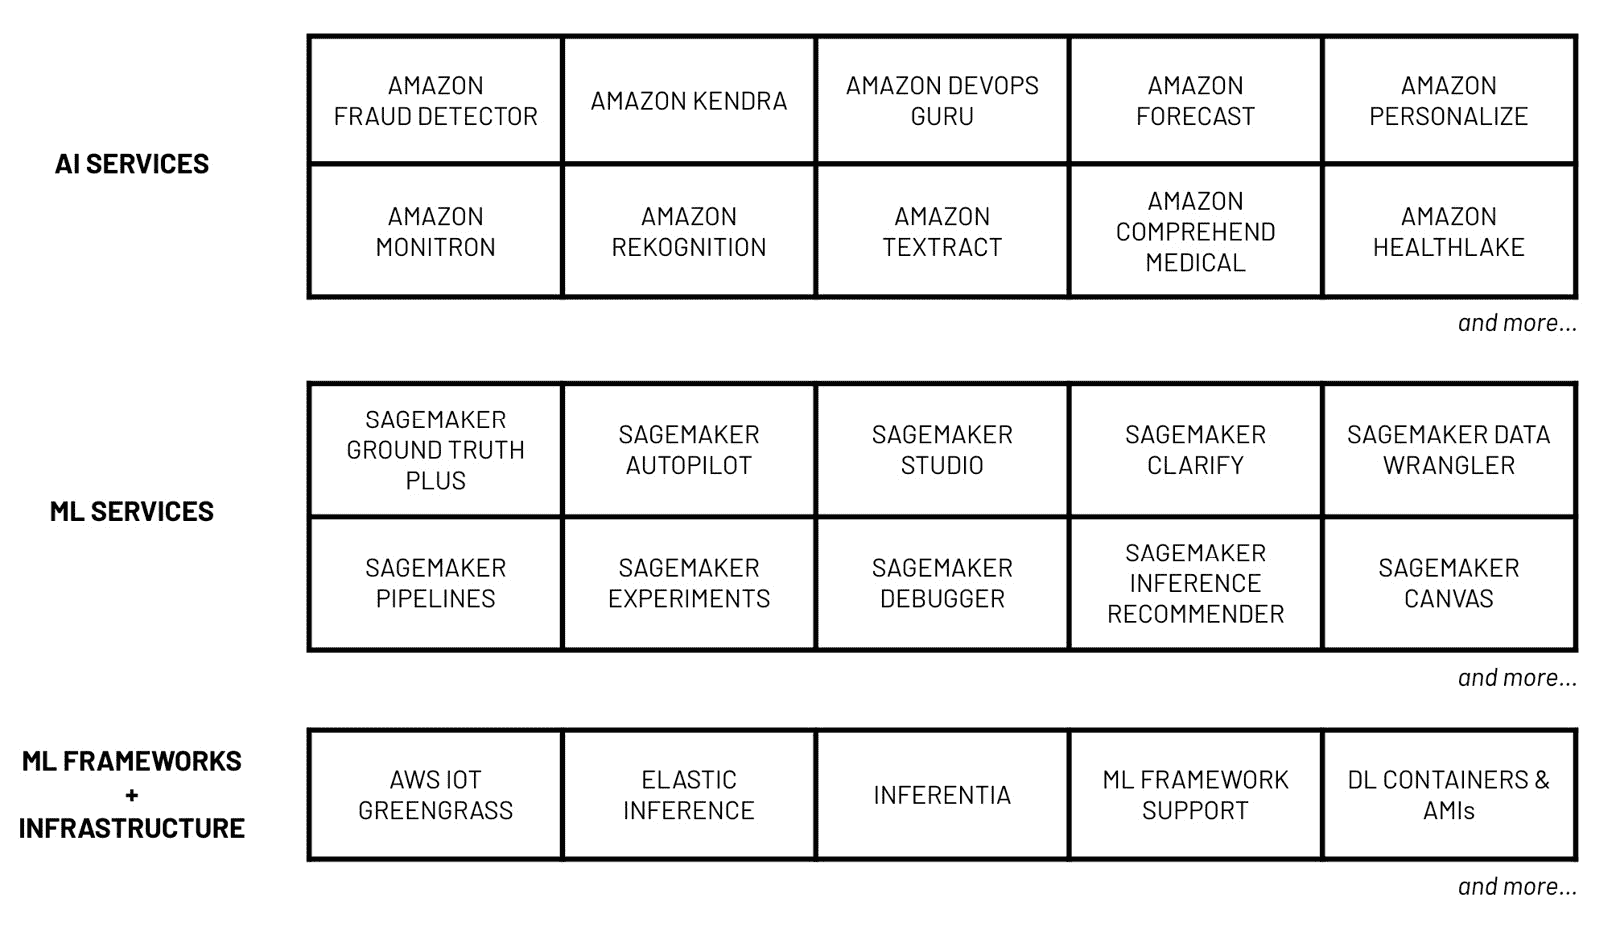 AI SERVICES
AMAZON
FRAUD DETECTOR
AMAZON KENDRA
AMAZON DEVOPS
GURU
AMAZON
FORECAST
AMAZON
PERSONALIZE
AMAZON
MONITRON
AMAZON
REKOGNITION
AMAZON
TEXTRACT
AMAZON
COMPREHEND
MEDICAL
AMAZON
HEALTHLAKE
and more...
ML SERVICES
SAGEMAKER
GROUND TRUTH
PLUS
SAGEMAKER
AUTOPILOT
SAGEMAKER
STUDIO
SAGEMAKER
CLARIFY
SAGEMAKER DATA
WRANGLER
SAGEMAKER
PIPELINES
SAGEMAKER
EXPERIMENTS
SAGEMAKER
DEBUGGER
SAGEMAKER
INFERENCE
RECOMMENDER
SAGEMAKER
CANVAS
and more...
ML FRAMEWORKS
+
INFRASTRUCTURE
AWS IOT
GREENGRASS
ELASTIC
INFERENCE
INFERENTIA
ML FRAMEWORK
SUPPORT
DL CONTAINERS &
AMIs
and more...